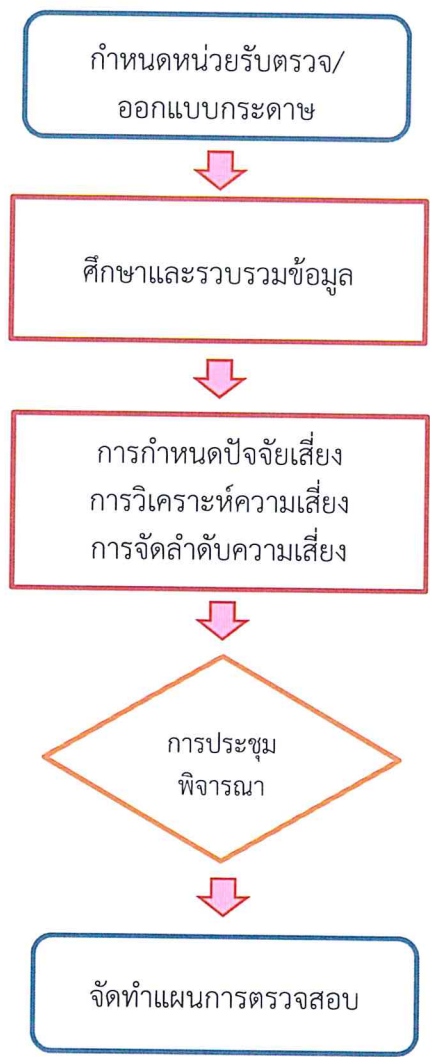 กำหนดหน่วยรับตรวจ/
ออกแบบกระดาษ
ศึกษาและรวบรวมข้อมูล
การกำหนดปัจจัยเสี่ยง
การวิเคราะห์ความเสี่ยง
การจัดลำดับความเสี่ยง
การประชุม
พิจารณา
จัดทำแผนการตรวจสอบ